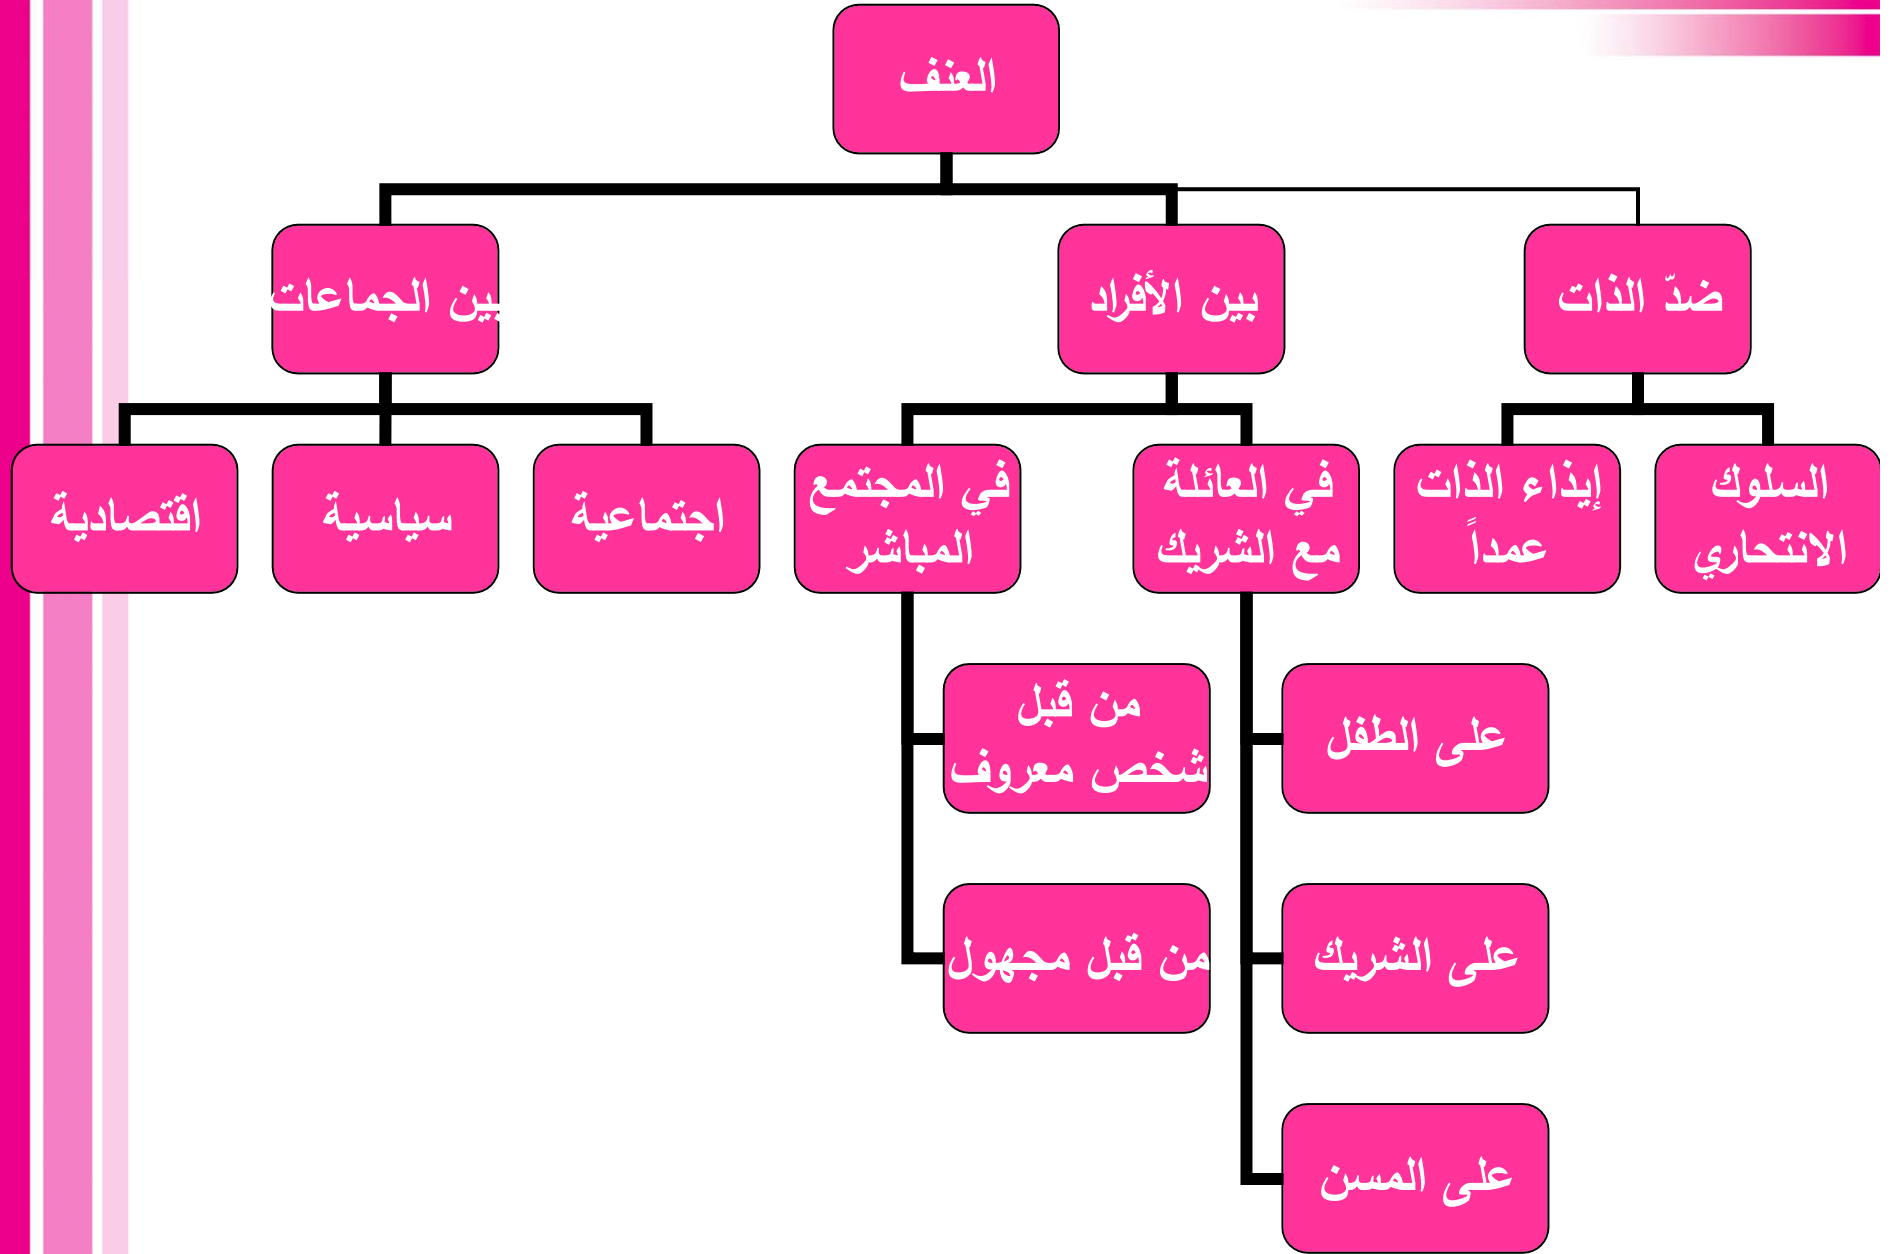 العنف
ضدّ الذات
بين الأفراد
بين الجماعات
السلوك
الانتحاري
إيذاء الذات
عمداً
في العائلة
مع الشريك
في المجتمع
المباشر
اجتماعية
سياسية
اقتصادية
على الطفل
من قبل
شخص معروف
على الشريك
من قبل مجهول
على المسن